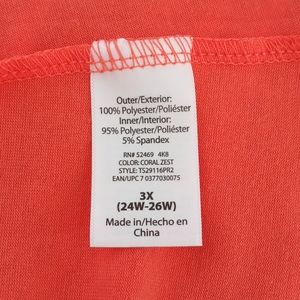 Outer/Exterior:
100% Polyester/Poliéster
Inner/Interior:
95% Polyester/Poliéster
5% Spandex
RN# 52469 4K8
COLOR: CORAL ZEST
STYLE: TS29116PR2
EAN/UPC 7 0377030075
3X
(24W-26W)
Made in/Hecho en
China